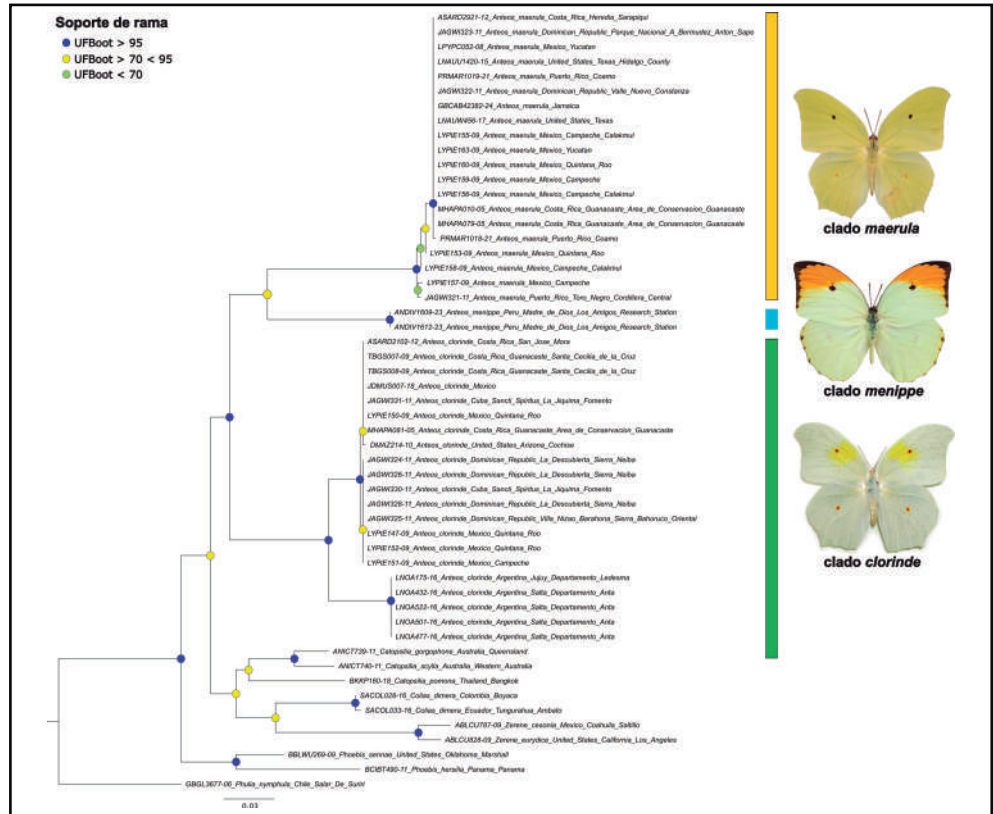 Soporte de rama
UFBoot > 95
UFBoot > 70 < 95
UFBoot < 70
ASARD2921-12_Anteos_maerula_Costa_Rica_Heredia_Sarapiqui
JAGWI323-11_Anteos_maerula_Dominican_Republic_Parque_Nacional_A_Bermudez_Anton_Sape
LPYPC052-08_Anteos_maerula_Mexico_Yucatan
LNAUU1420-15_Anteos_maerula_United_States_Texas_Hidalgo_County
PRMAR1019-21_Anteos_maerula_Puerto_Rico_Coamo
JAGWI322-11_Anteos_maerula_Dominican_Republic_Valle_Nuevo_Constanza
GBCAB42382-24_Anteos_maerula_Jamaica
LNAUW456-17_Anteos_maerula_United_States_Texas
LYPIE155-09_Anteos_maerula_Mexico_Campeche_Calakmul
LYPIE163-09_Anteos_maerula_Mexico_Yucatan
LYPIE160-09_Anteos_maerula_Mexico_Quintana_Roo
LYPIE159-09_Anteos_maerula_Mexico_Campeche
LYPIE156-09_Anteos_maerula_Mexico_Campeche_Calakmul
MHAPA010-05_Anteos_maerula_Costa_Rica_Guanacaste_Area_de_Conservacion_Guanacaste
MHAPA079-05_Anteos_maerula_Costa_Rica_Guanacaste_Area_de_Conservacion_Guanacaste
PRMAR1018-21_Anteos_maerula_Puerto_Rico_Coamo
LYPIE153-09_Anteos_maerula_Mexico_Quintana_Roo
LYPIE158-09_Anteos_maerula_Mexico_Campeche_Calakmul
LYPIE157-09_Anteos_maerula_Mexico_Campeche
JAGWI321-11_Anteos_maerula_Puerto_Rico_Toro_Negro_Cordillera_Central
clado maerula
ANDIV1609-23_Anteos_menippe_Peru_Madre_de_Dios_Los_Amigos_Research_Station
ANDIV1612-23_Anteos_menippe_Peru_Madre_de_Dios_Los_Amigos_Research_Station
clado menippe
ASARD2102-12_Anteos_clorinde_Costa_Rica_San_Jose_Mora
TBGS007-09_Anteos_clorinde_Costa_Rica_Guanacaste_Santa_Cecilia_de_la_Cruz
TBGS008-09_Anteos_clorinde_Costa_Rica_Guanacaste_Santa_Cecilia_de_la_Cruz
JDMUS007-18_Anteos_clorinde_Mexico
JAGWI331-11_Anteos_clorinde_Cuba_Sancti_Spiritus_La_Jiquima_Fomento
LYPIE150-09_Anteos_clorinde_Mexico_Quintana_Roo
MHAPA081-05_Anteos_clorinde_Costa_Rica_Guanacaste_Area_de_Conservacion_Guanacaste
DMAZ214-10_Anteos_clorinde_United_States_Arizona_Cochise
JAGWI324-11_Anteos_clorinde_Dominican_Republic_La_Descubierta_Sierra_Neiba
JAGWI326-11_Anteos_clorinde_Dominican_Republic_La_Descubierta_Sierra_Neiba
JAGWI330-11_Anteos_clorinde_Cuba_Sancti_Spiritus_La_Jiquima_Fomento
JAGWI328-11_Anteos_clorinde_Dominican_Republic_La_Descubierta_Sierra_Neiba
JAGWI325-11_Anteos_clorinde_Dominican_Republic_Ville_Nizao_Barahona_Sierra_Bahoruco_Oriental
LYPIE147-09_Anteos_clorinde_Mexico_Quintana_Roo
LYPIE152-09_Anteos_clorinde_Mexico_Quintana_Roo
LYPIE151-09_Anteos_clorinde_Mexico_Campeche
LNOA175-16_Anteos_clorinde_Argentina_Jujuy_Departamento_Ledesma
LNOA432-16_Anteos_clorinde_Argentina_Salta_Departamento_Anta
LNOA523-16_Anteos_clorinde_Argentina_Salta_Departamento_Anta
LNOA501-16_Anteos_clorinde_Argentina_Salta_Departamento_Anta
LNOA477-16_Anteos_clorinde_Argentina_Salta_Departamento_Anta
clado clorinde
ANICT739-11_Catopsilia_gorgophone_Australia_Queensland
ANICT740-11_Catopsilia_scylla_Australia_Western_Australia
BKKP160-18_Catopsilia_pomona_Thailand_Bangkok
SACOL028-16_Colias_dimera_Colombia_Boyaca
SACOL033-16_Colias_dimera_Ecuador_Tungurahua_Ambato
ABLCU787-09_Zerene_cesonia_Mexico_Coahuila_Saltillo
ABLCU828-09_Zerene_eurydice_United_States_California_Los_Angeles
BBLWU269-09_Phoebis_sennae_United_States_Oklahoma_Marshall
BCIBT490-11_Phoebis_hersilia_Panama_Panama
GBGL3677-06_Phulia_nymphula_Chile_Salar_De_Suriri
0.03